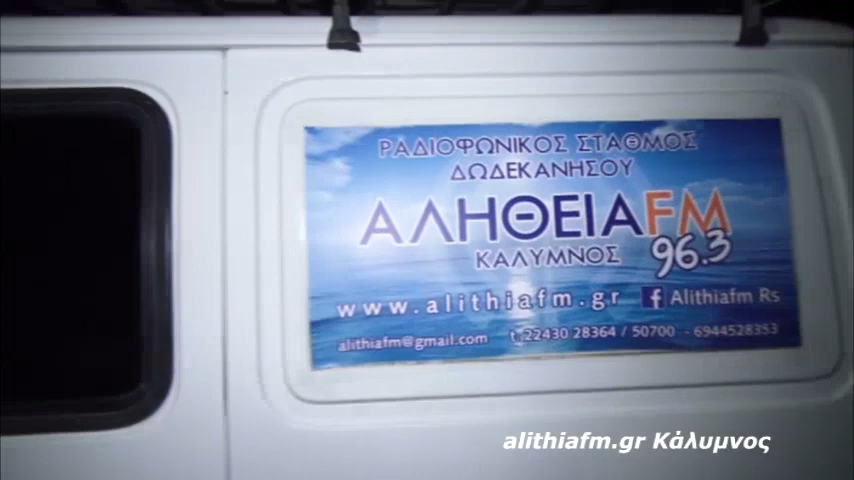 ΡΑΔΙΟΦΩΝΙΚΟΣ ΣΤΑΘΜΟΣ
ΔΩΔΕΚΑΝΗΣΟΥ
ΑΛΗΘΕΙΑFM
ΚΑΛΥΜΝΟΣ 96.3
www.alithiafm.gr f Alithiafm Rs
alithiafm@gmail.com t. 22430 28364 / 50700 - 6944528353
alithiafm.gr Κάλυμνος